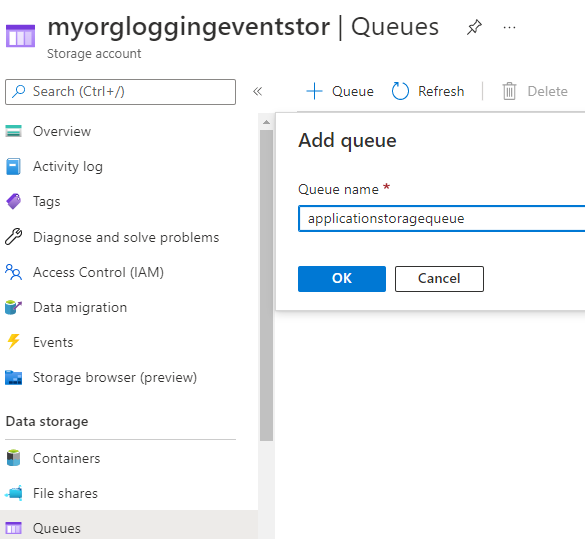 myorgloggingeventstor | Queues
Storage account
Search (Ctrl+/)
Queue Refresh Delete
Overview
Activity log
Tags
Diagnose and solve problems
Access Control (IAM)
Data migration
Events
Storage browser (preview)
Data storage
Containers
File shares
Queues
Add queue
Queue name *
applicationstoragequeue
OK Cancel